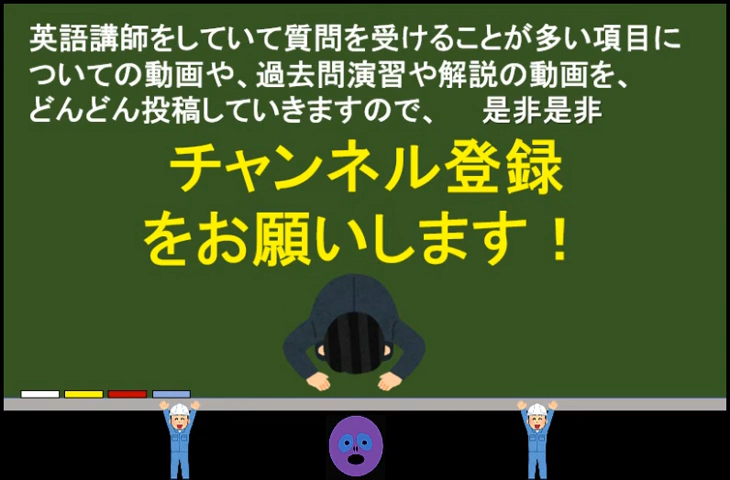 英語講師をしていて質問を受けることが多い項目に
ついての動画や、過去問演習や解説の動画を、
どんどん投稿していきますので、　是非是非
チャンネル登録
をお願いします！